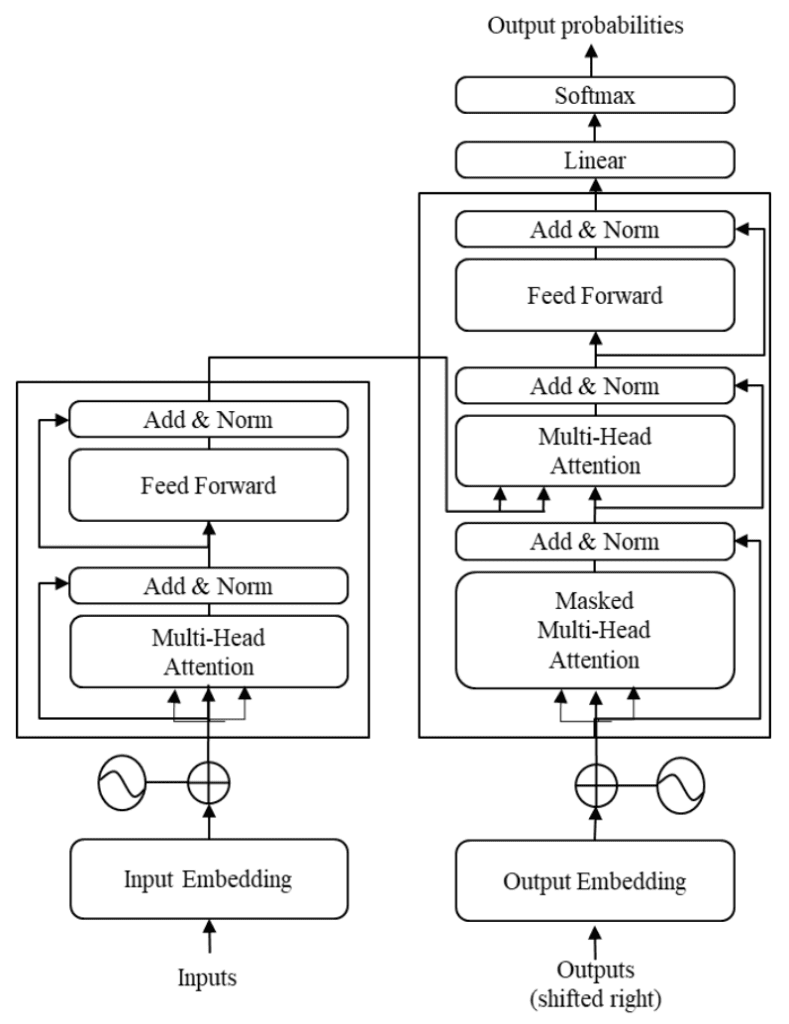 Output probabilities
Softmax
Linear
Add & Norm
Feed Forward
Add & Norm
Multi-Head
Attention
Add & Norm
Masked
Multi-Head
Attention
Add & Norm
Feed Forward
Add & Norm
Multi-Head
Attention
Input Embedding
Output Embedding
Inputs
Outputs
(shifted right)